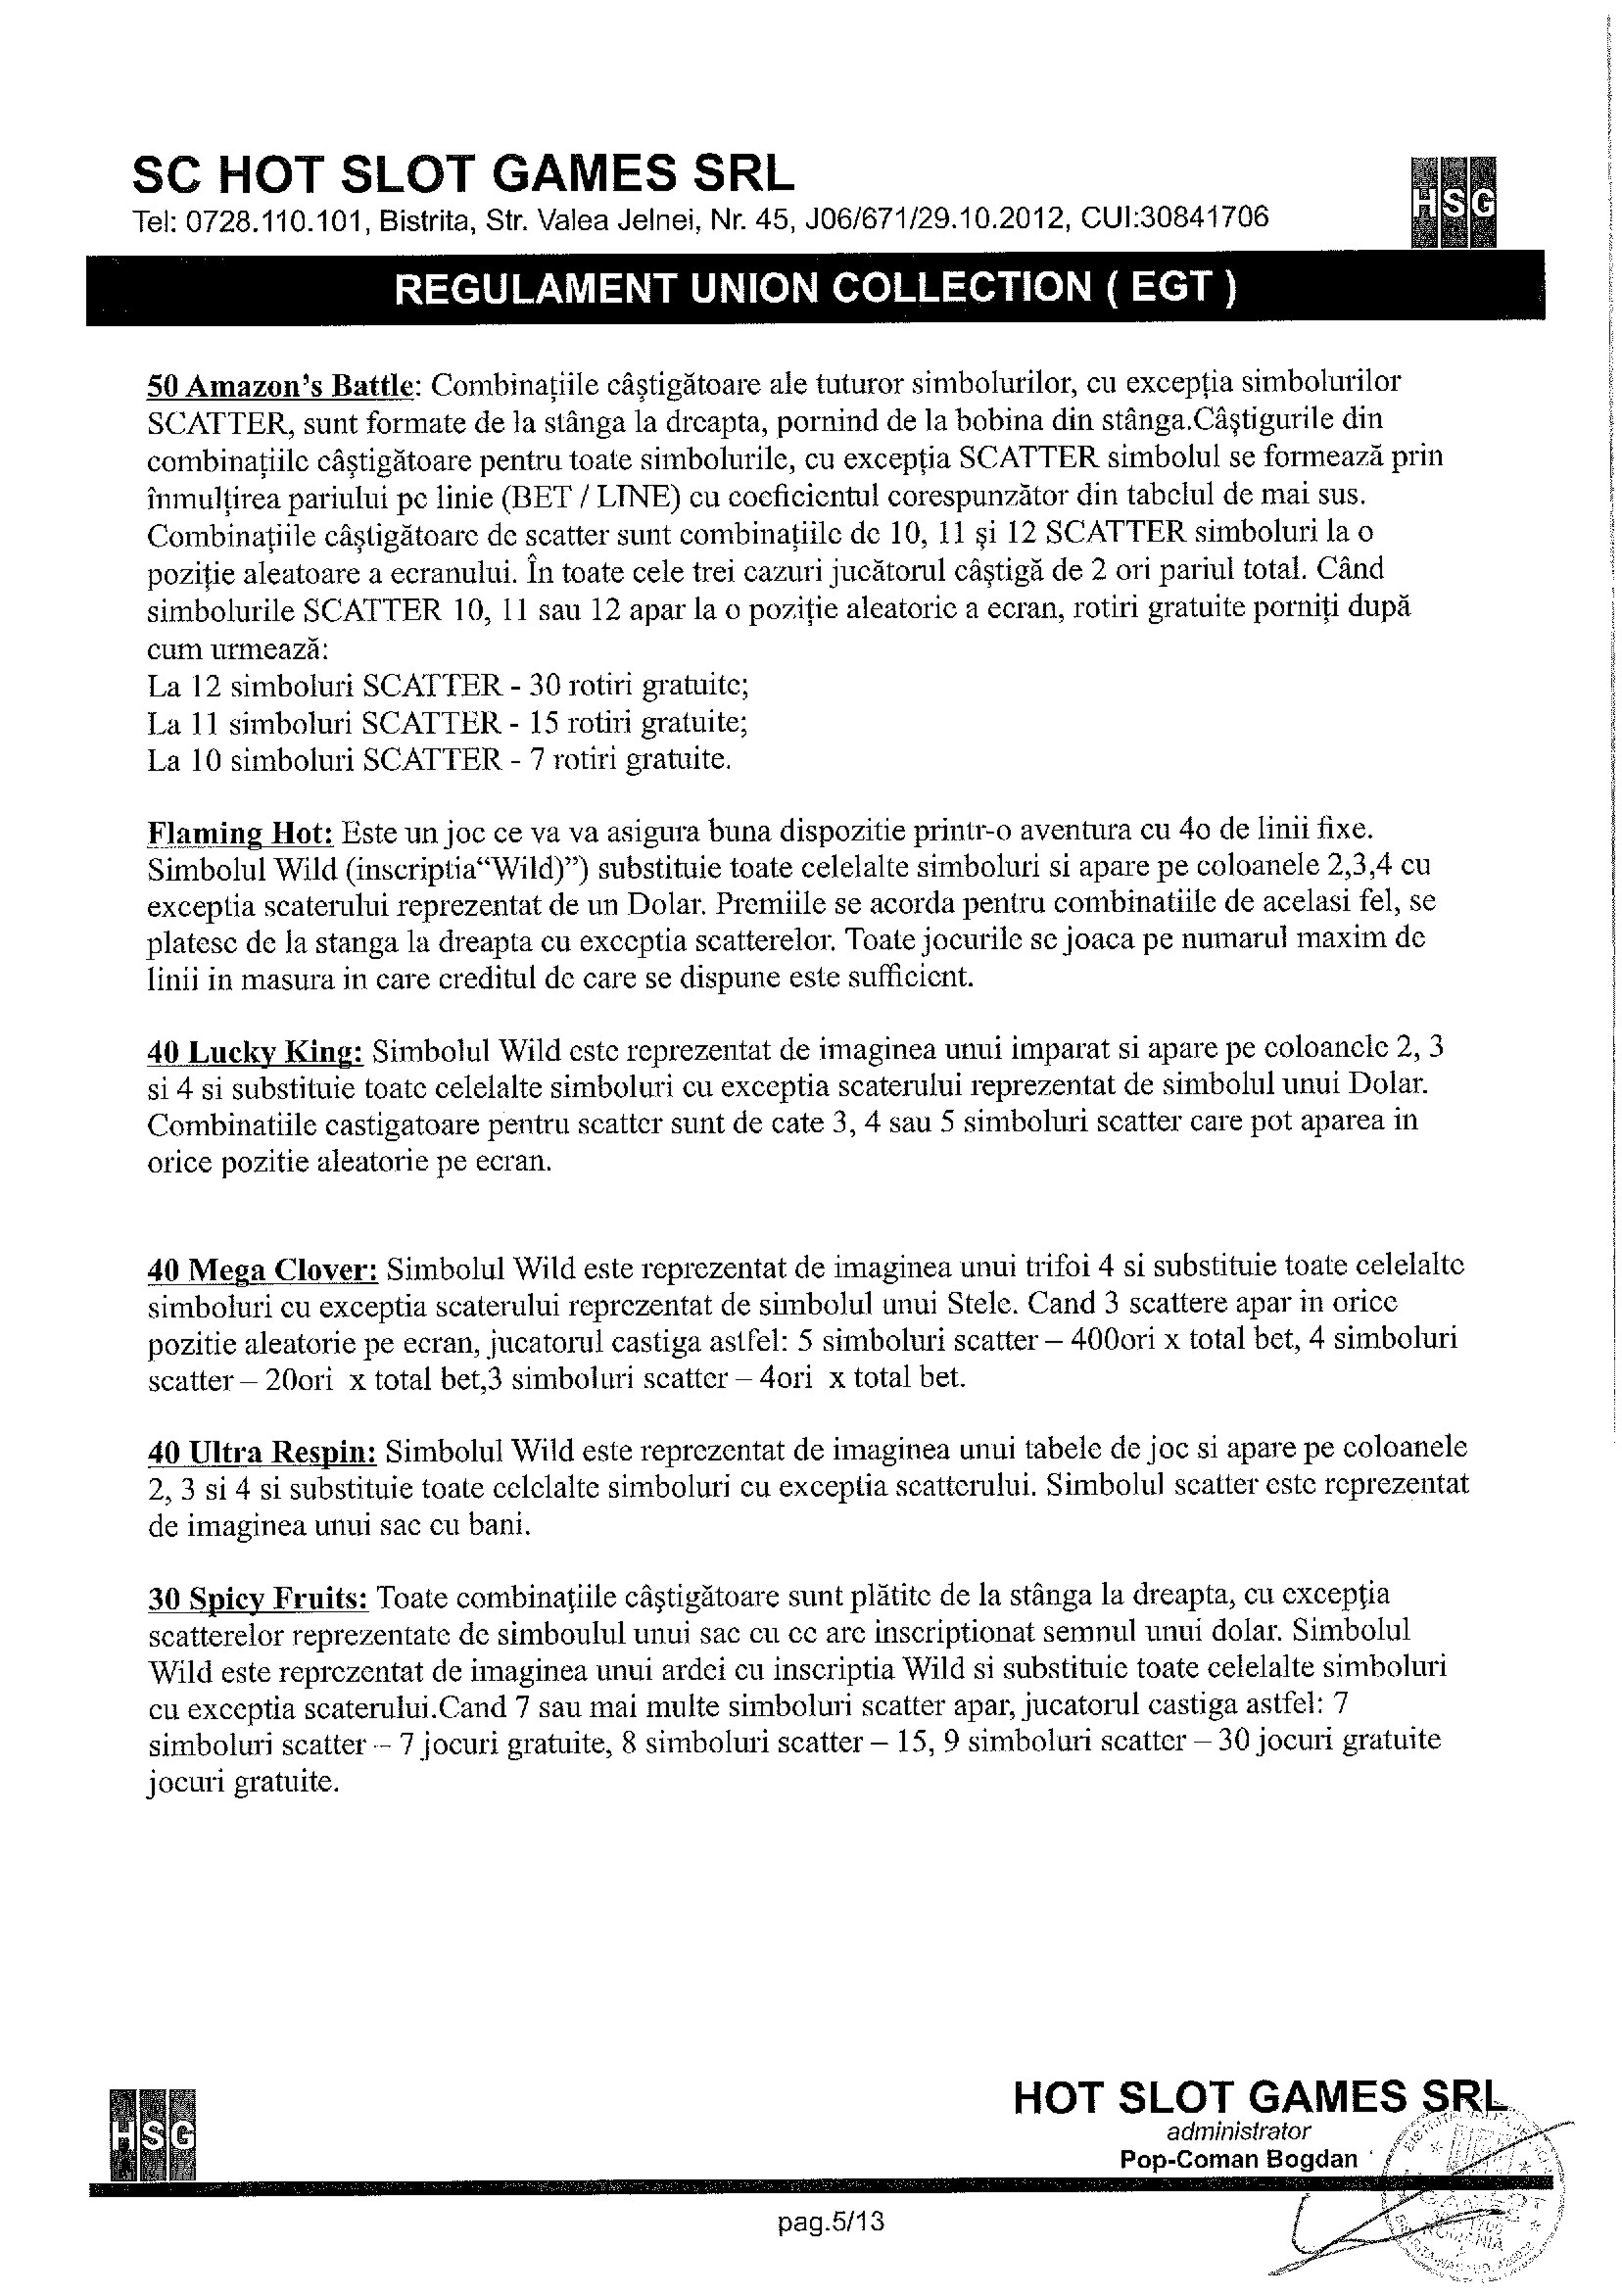 SC HOT SLOT GAMES SRL
Tel: 0728.110.101, Bistrita, Str. Valea Jelnei, Nr. 45, J06/671/29.10.2012, CUI:30841706
HSG
REGULAMENT UNION COLLECTION ( EGT )
50 Amazon's Battle: Combinațiile câștigătoare ale tuturor simbolurilor, cu excepția simbolurilor
SCATTER, sunt formate de la stânga la dreapta, pornind de la bobina din stânga.Câștigurile din
combinațiile câștigătoare pentru toate simbolurile, cu excepția SCATTER simbolul se formează prin
înmulțirea pariului pe linie (BET / LINE) cu coeficientul corespunzător din tabelul de mai sus.
Combinațiile câștigătoare de scatter sunt combinațiile de 10, 11 și 12 SCATTER simboluri la o
poziție aleatoare a ecranului. În toate cele trei cazuri jucătorul câștigă de 2 ori pariul total. Când
simbolurile SCATTER 10, 11 sau 12 apar la o poziție aleatorie a ecran, rotiri gratuite porniți după
cum urmează:
La 12 simboluri SCATTER - 30 rotiri gratuite;
La 11 simboluri SCATTER - 15 rotiri gratuite;
La 10 simboluri SCATTER - 7 rotiri gratuite.
Flaming Hot: Este un joc ce va va asigura buna dispozitie printr-o aventura cu 4o de linii fixe.
Simbolul Wild (inscriptia“Wild)”) substituie toate celelalte simboluri si apare pe coloanele 2,3,4 cu
exceptia scaterului reprezentat de un Dolar. Premiile se acorda pentru combinatiile de acelasi fel, se
platesc de la stanga la dreapta cu exceptia scatterelor. Toate jocurile se joaca pe numarul maxim de
linii in masura in care creditul de care se dispune este sufficient.
40 Lucky King: Simbolul Wild este reprezentat de imaginea unui imparat si apare pe coloanele 2, 3
si 4 si substituie toate celelalte simboluri cu exceptia scaterului reprezentat de simbolul unui Dolar.
Combinatiile castigatoare pentru scatter sunt de cate 3, 4 sau 5 simboluri scatter care pot aparea in
orice pozitie aleatorie pe ecran.
40 Mega Clover: Simbolul Wild este reprezentat de imaginea unui trifoi 4 si substituie toate celelalte
simboluri cu exceptia scaterului reprezentat de simbolul unui Stele. Cand 3 scattere apar in orice
pozitie aleatorie pe ecran, jucatorul castiga astfel: 5 simboluri scatter – 400ori x total bet, 4 simboluri
scatter – 20ori x total bet,3 simboluri scatter – 4ori x total bet.
40 Ultra Respin: Simbolul Wild este reprezentat de imaginea unui tabele de joc si apare pe coloanele
2, 3 si 4 si substituie toate celelalte simboluri cu exceptia scatterului. Simbolul scatter este reprezentat
de imaginea unui sac cu bani.
30 Spicy Fruits: Toate combinațiile câștigătoare sunt plătite de la stânga la dreapta, cu excepția
scatterelor reprezentate de simboulul unui sac cu ce are inscriptionat semnul unui dolar. Simbolul
Wild este reprezentat de imaginea unui ardei cu inscriptia Wild si substituie toate celelalte simboluri
cu exceptia scaterului.Cand 7 sau mai multe simboluri scatter apar, jucatorul castiga astfel: 7
simboluri scatter – 7 jocuri gratuite, 8 simboluri scatter – 15, 9 simboluri scatter – 30 jocuri gratuite
jocuri gratuite.
HSG
HOT SLOT GAMES SRL
administrator
Pop-Coman Bogdan
pag.5/13